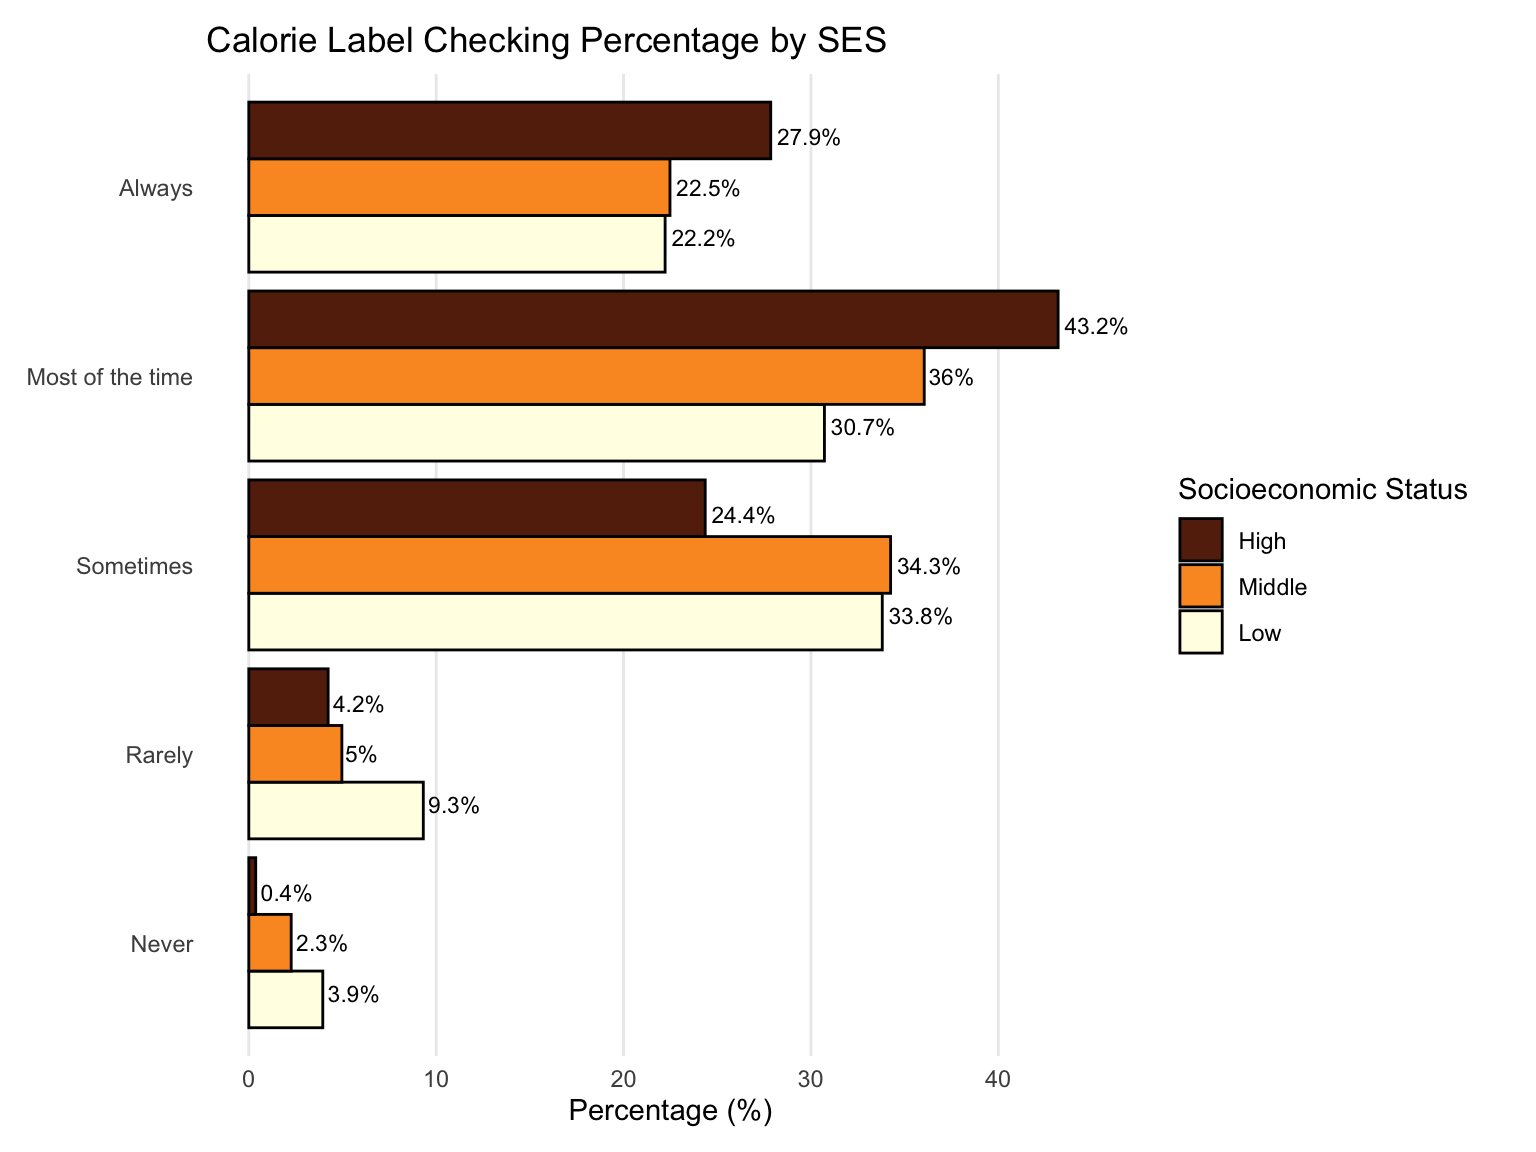 Calorie Label Checking Percentage by SES
Always
27.9%
22.5%
22.2%
Most of the time
43.2%
36%
30.7%
Sometimes
24.4%
34.3%
33.8%
Rarely
4.2%
5%
9.3%
Never
0.4%
2.3%
3.9%
0 10 20 30 40
Percentage (%)
Socioeconomic Status
High
Middle
Low